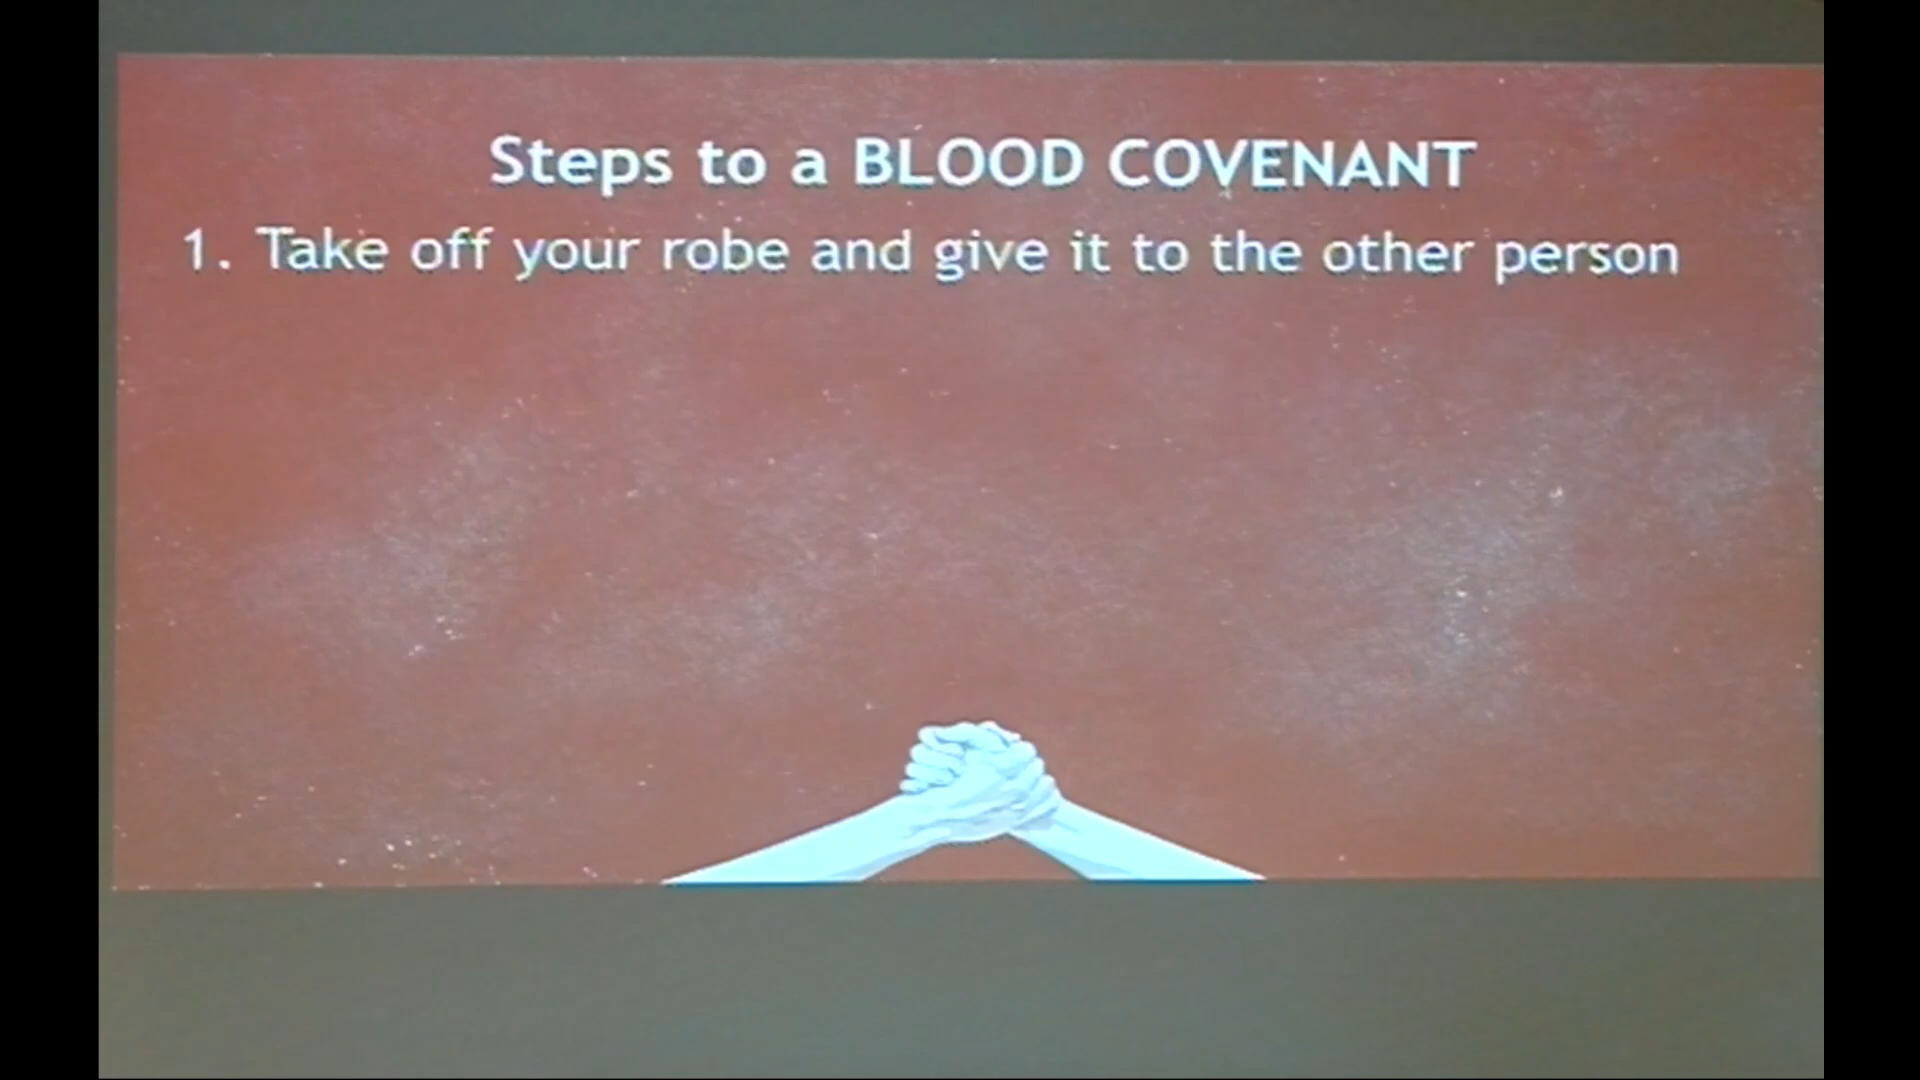 Steps to a BLOOD COVENANT
1. Take off your robe and give it to the other person